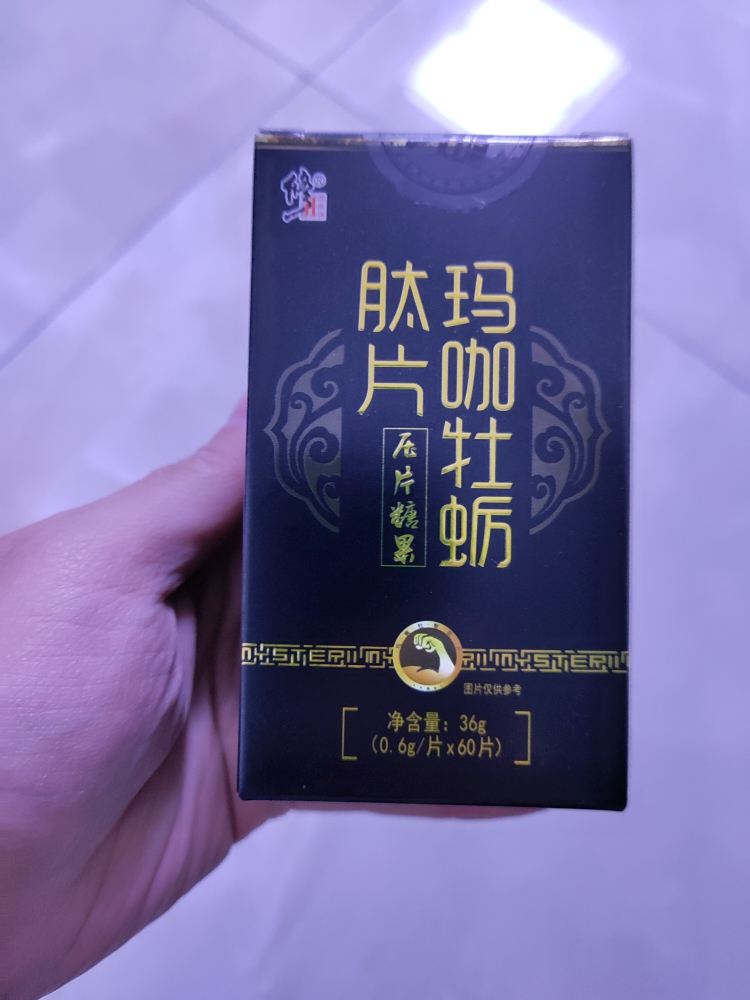 修
玛咖牡蛎
肽片
压片糖果
图片仅供参考
净含量：36g
(0.6g/片x60片)